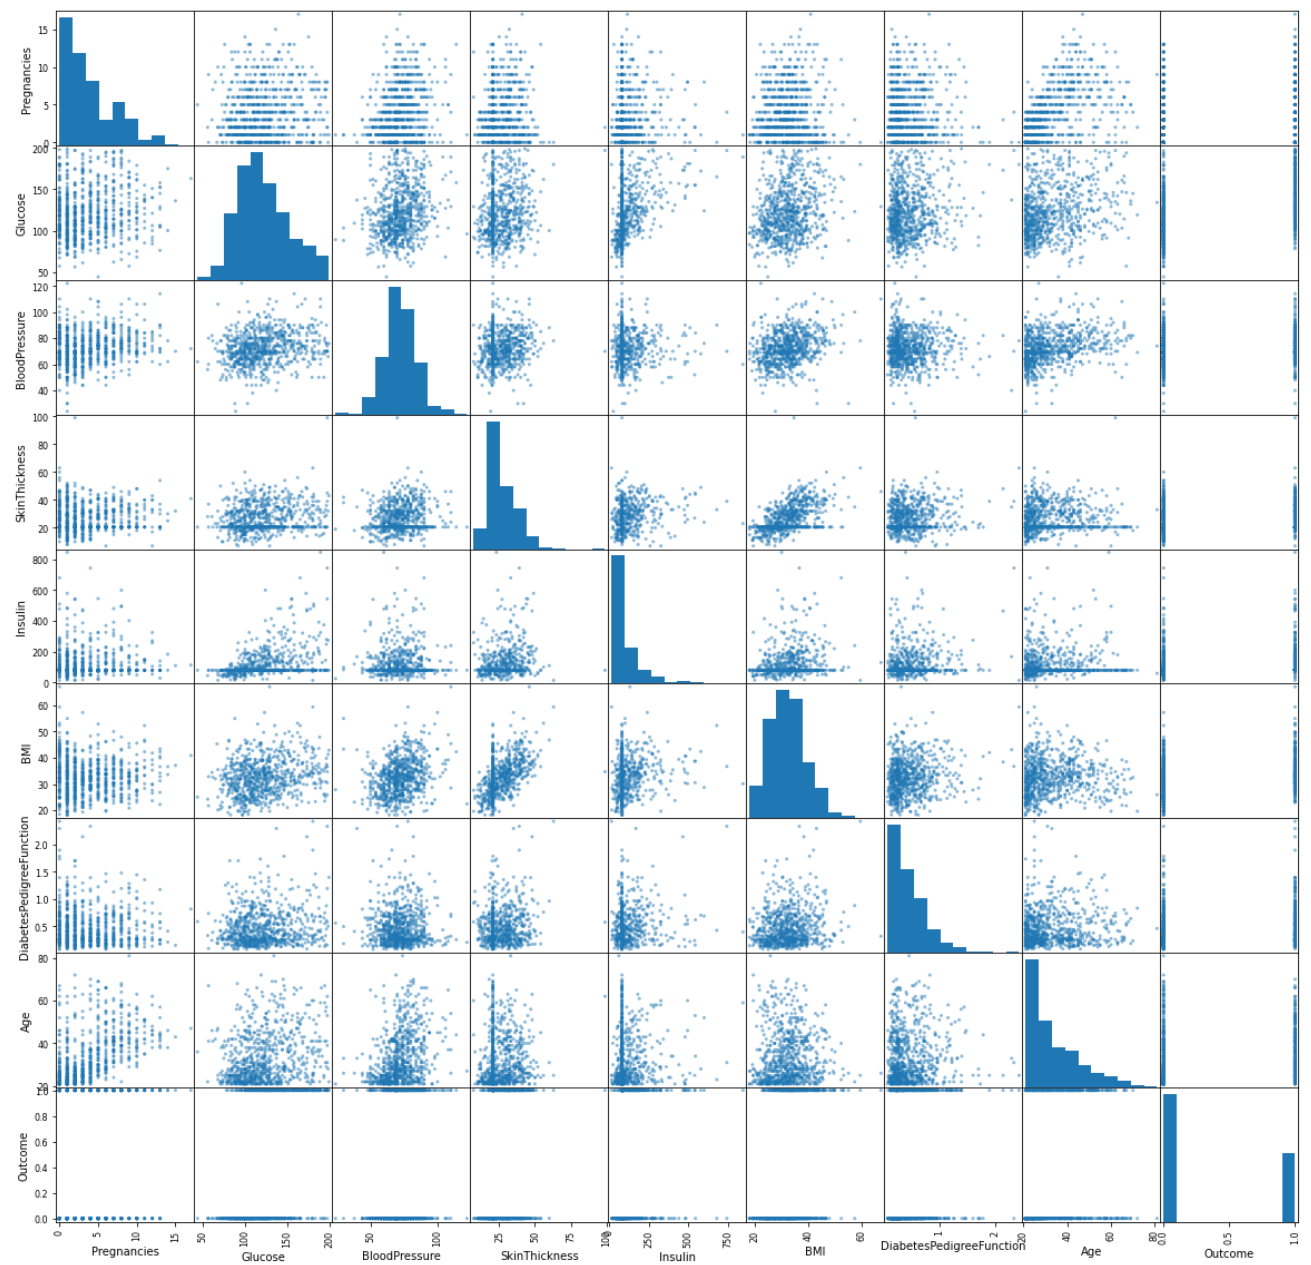 Pregnancies
15
10
5
0
Glucose
200
150
100
50
BloodPressure
120
100
80
60
40
SkinThickness
100
80
60
40
20
Insulin
800
600
400
200
0
BMI
60
50
40
30
20
DiabetesPedigreeFunction
2.0
1.5
1.0
0.5
Age
80
60
40
20
Outcome
1.0
0.8
0.6
0.4
0.2
0.0
0 5 10 15
50 100 150 200
50 100
25 50 75 100
0 250 500 750
20 40 60
1 2
20 40 60 80
0.0 0.5 1.0
Pregnancies
Glucose
BloodPressure
SkinThickness
Insulin
BMI
DiabetesPedigreeFunction
Age
Outcome